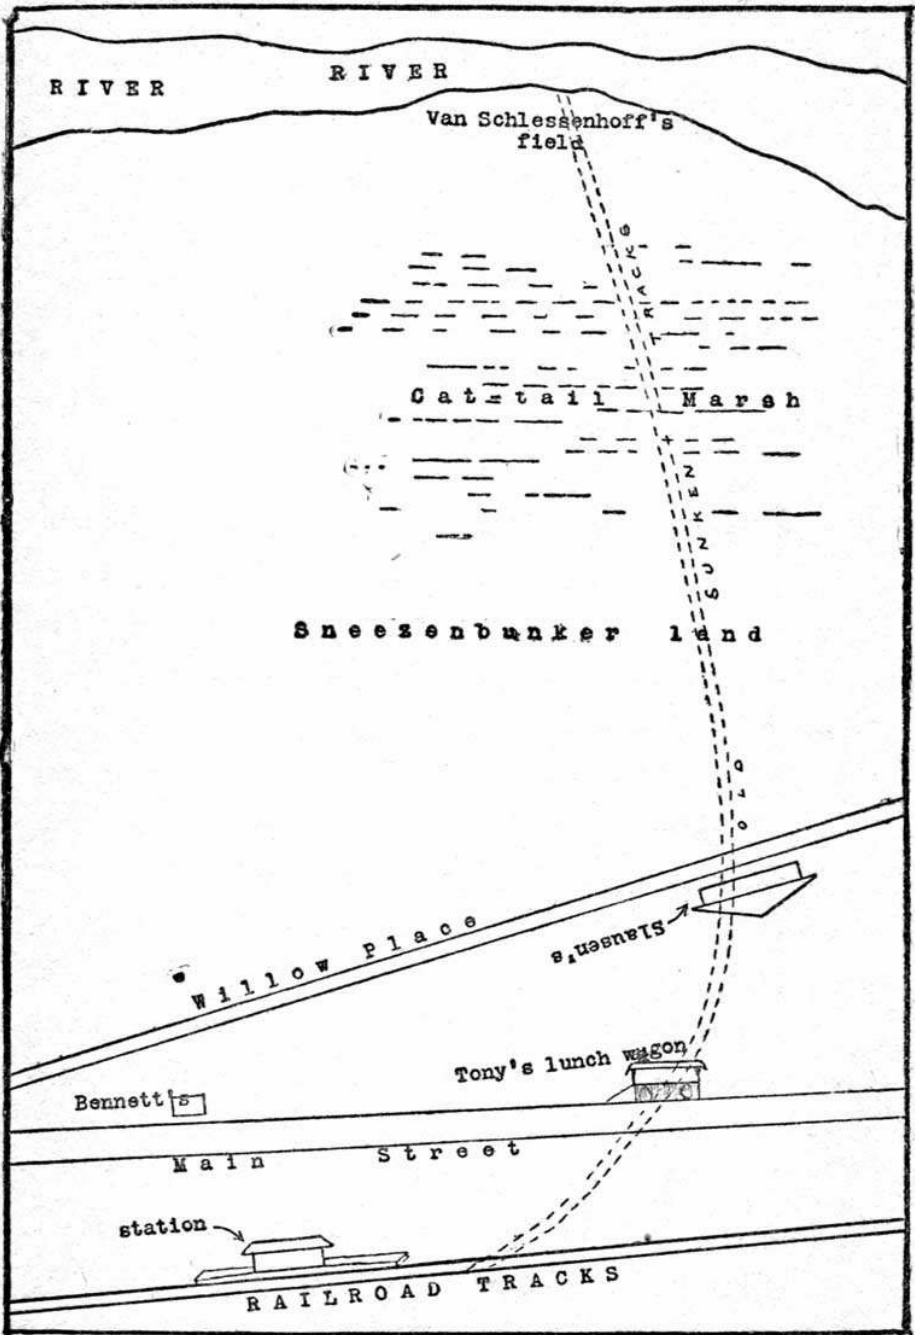 RIVER RIVER
Van Schlessenhoff's
field
OLD SUNKEN TRACKS
Cat-tail Marsh
Sneezenbunker land
Slausen's
Willow Place
Tony's lunch wagon
Bennett's
Main Street
station
RAILROAD TRACKS